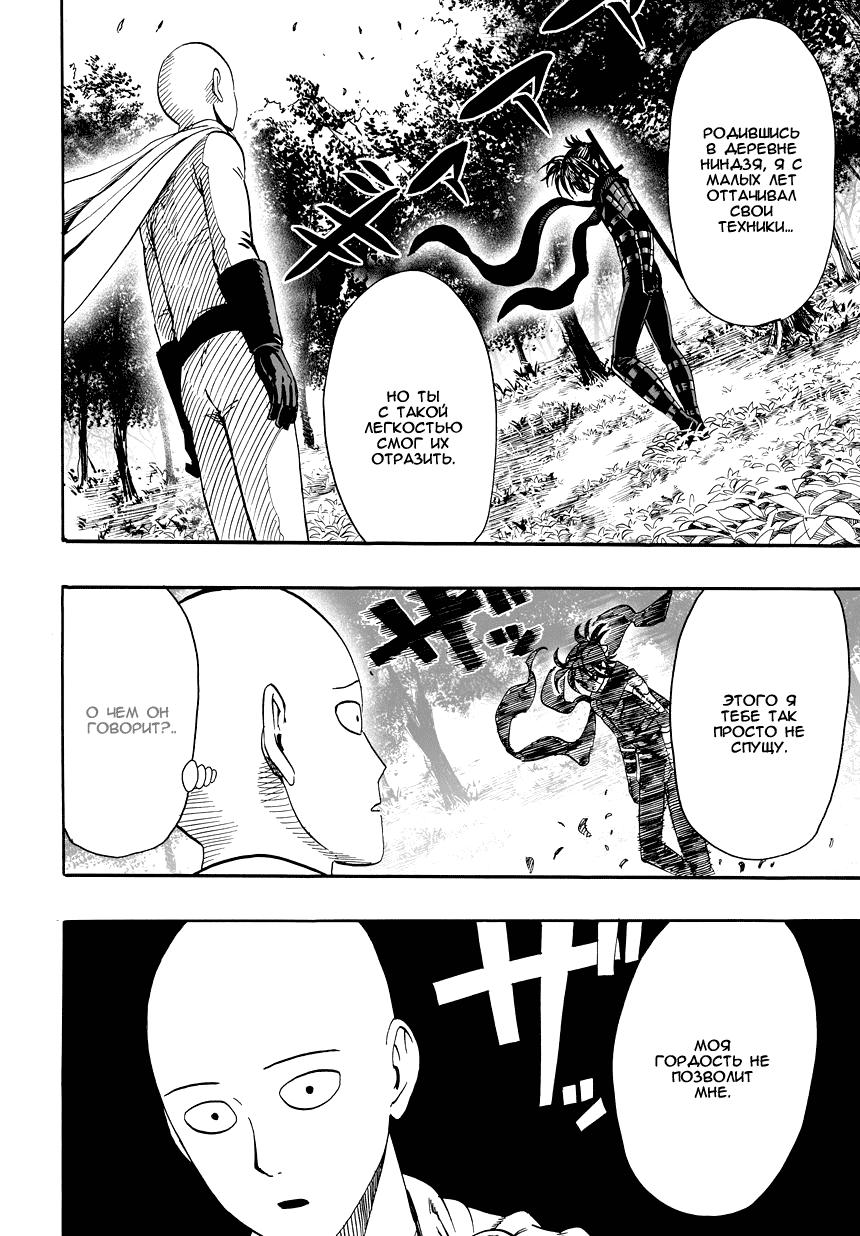 РОДИВШИСЬ
В ДЕРЕВНЕ
НИНДЗЯ, Я С
МАЛЫХ ЛЕТ
ОТТАЧИВАЛ
СВОИ
ТЕХНИКИ...
НО ТЫ
С ТАКОЙ
ЛЕГКОСТЬЮ
СМОГ ИХ
ОТРАЗИТЬ.
ЭТОГО Я
ТЕБЕ ТАК
ПРОСТО НЕ
СПУЩУ.
О ЧЕМ ОН
ГОВОРИТ?..
МОЯ
ГОРДОСТЬ НЕ
ПОЗВОЛИТ
МНЕ.